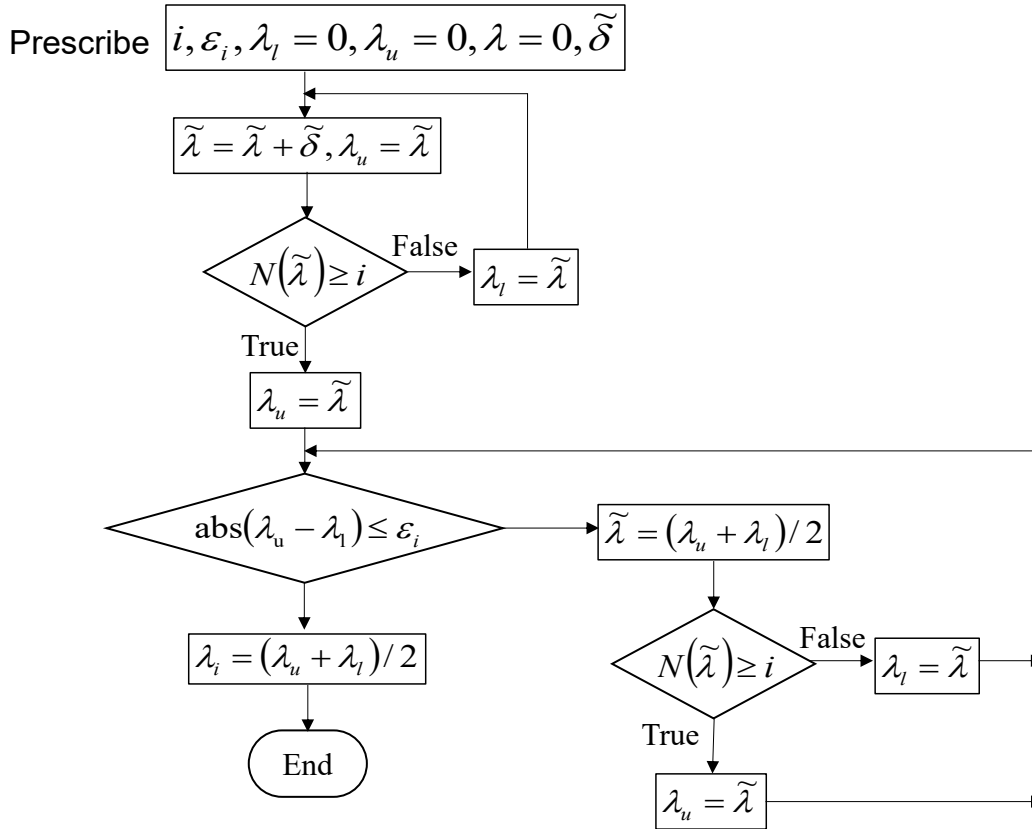 Prescribe i, ε_i, λ_l = 0, λ_u = 0, λ = 0, δ̃
λ̃ = λ̃ + δ̃, λ_u = λ̃
N(λ̃) ≥ i
False
λ_l = λ̃
True
λ_u = λ̃
abs(λ_u − λ_l) ≤ ε_i
λ̃ = (λ_u + λ_l) / 2
λ_i = (λ_u + λ_l) / 2
N(λ̃) ≥ i
False
λ_l = λ̃
True
End
λ_u = λ̃